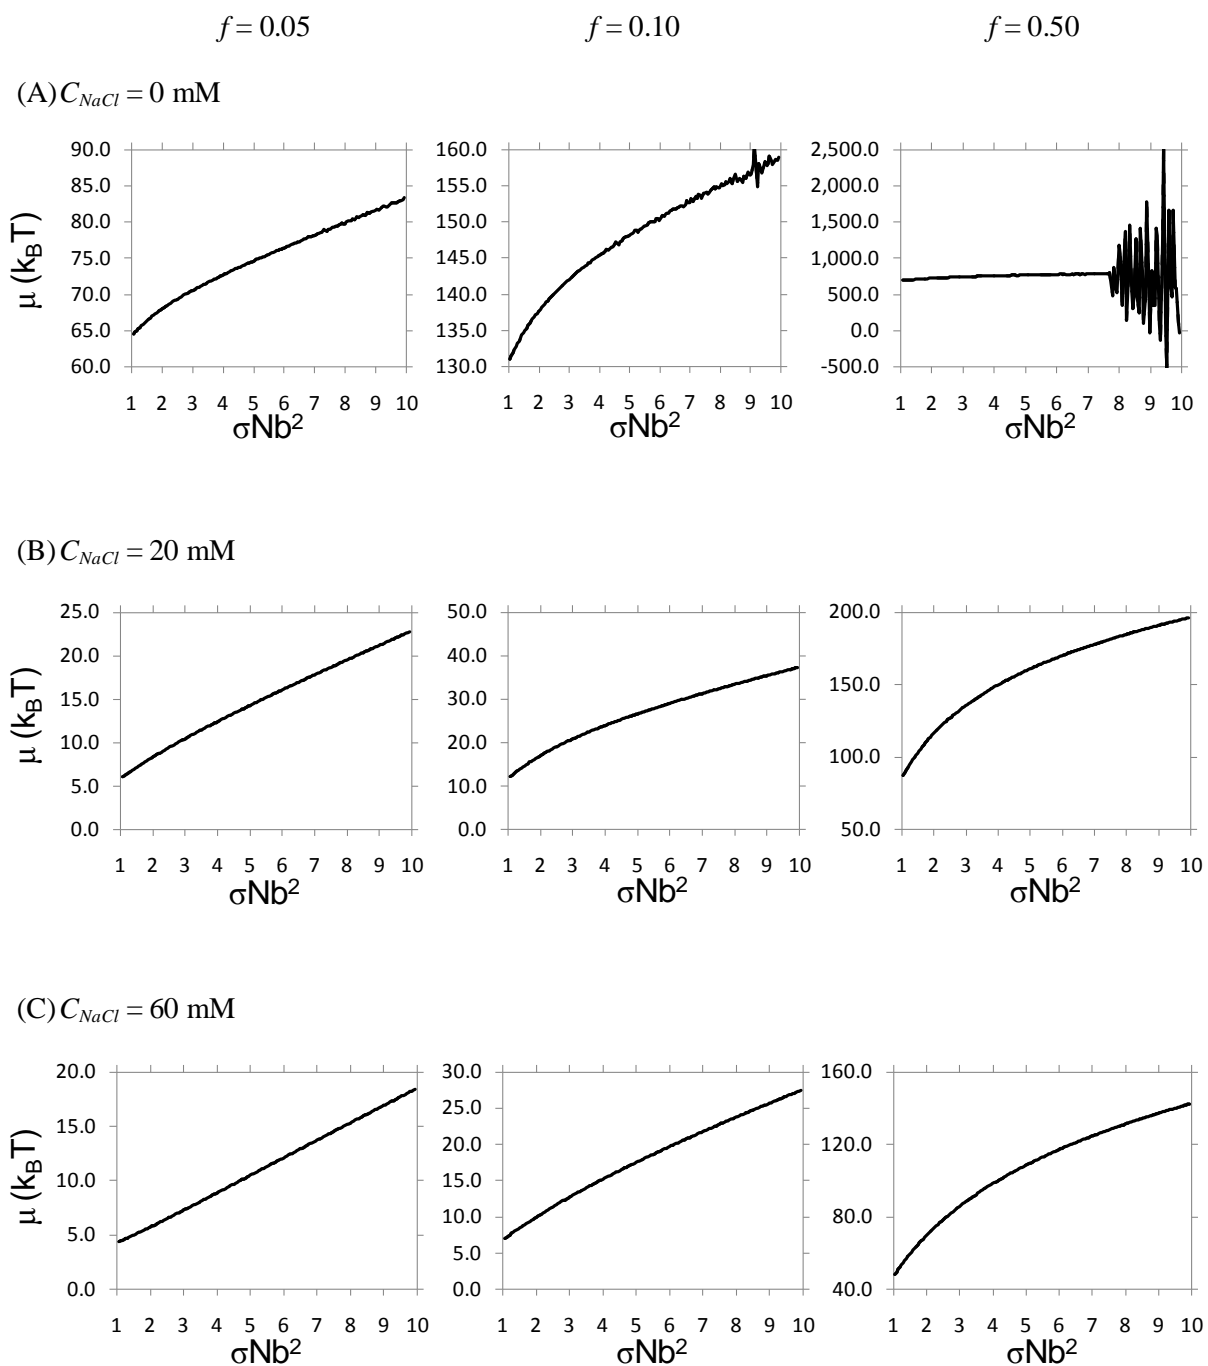 f = 0.05 f = 0.10 f = 0.50
(A) C_NaCl = 0 mM
μ (k_BT)
90.0
85.0
80.0
75.0
70.0
65.0
60.0
1 2 3 4 5 6 7 8 9 10
σNb²
160.0
155.0
150.0
145.0
140.0
135.0
130.0
1 2 3 4 5 6 7 8 9 10
σNb²
2,500.0
2,000.0
1,500.0
1,000.0
500.0
0.0
-500.0
1 2 3 4 5 6 7 8 9 10
σNb²
(B) C_NaCl = 20 mM
μ (k_BT)
25.0
20.0
15.0
10.0
5.0
0.0
1 2 3 4 5 6 7 8 9 10
σNb²
50.0
40.0
30.0
20.0
10.0
0.0
1 2 3 4 5 6 7 8 9 10
σNb²
200.0
150.0
100.0
50.0
1 2 3 4 5 6 7 8 9 10
σNb²
(C) C_NaCl = 60 mM
μ (k_BT)
20.0
15.0
10.0
5.0
0.0
1 2 3 4 5 6 7 8 9 10
σNb²
30.0
25.0
20.0
15.0
10.0
5.0
0.0
1 2 3 4 5 6 7 8 9 10
σNb²
160.0
120.0
80.0
40.0
1 2 3 4 5 6 7 8 9 10
σNb²